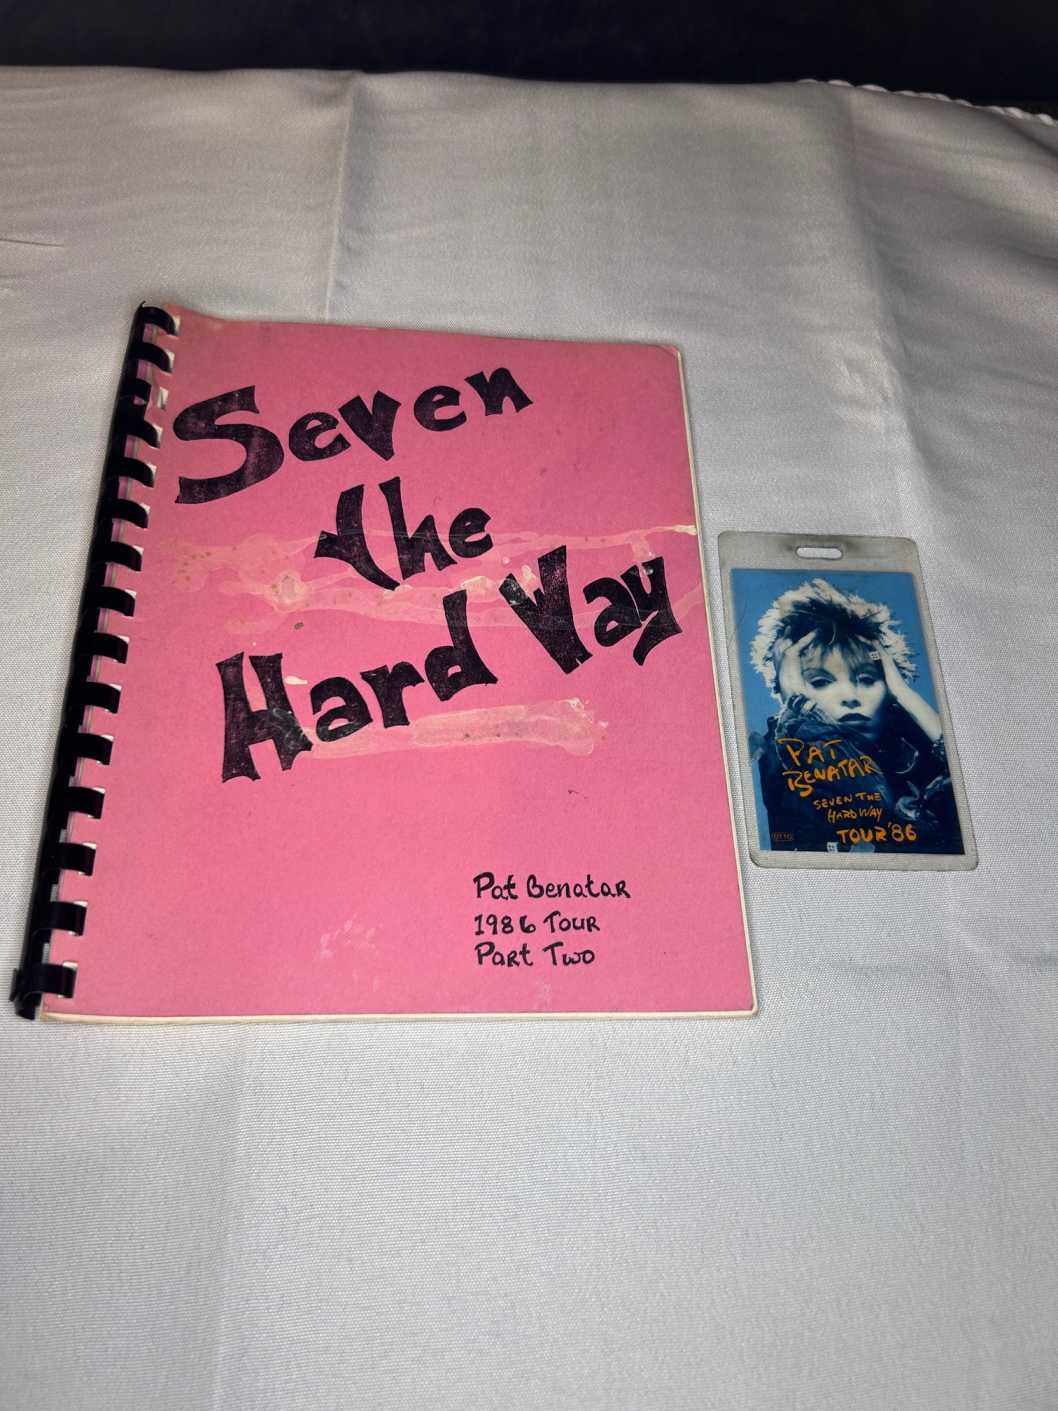 Seven
the
Hard Way
Pat Benatar
1986 Tour
Part Two
PAT
BENATAR
SEVEN THE
HARD WAY
TOUR '86